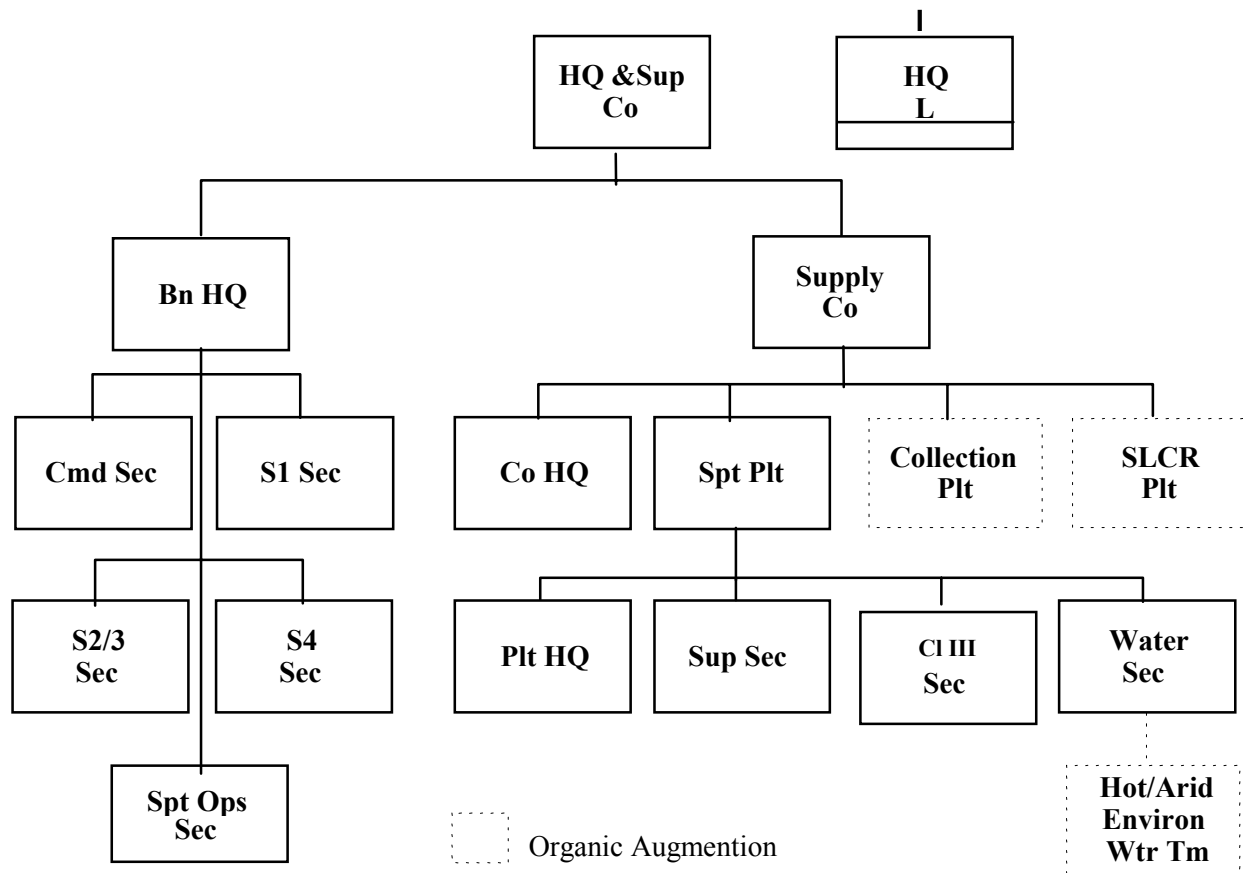 HQ &Sup
Co
HQ
L
Bn HQ
Supply
Co
Cmd Sec
S1 Sec
Co HQ
Spt Plt
Collection
Plt
SLCR
Plt
S2/3
Sec
S4
Sec
Plt HQ
Sup Sec
Cl III
Sec
Water
Sec
Spt Ops
Sec
Hot/Arid
Environ
Wtr Tm
Organic Augmention